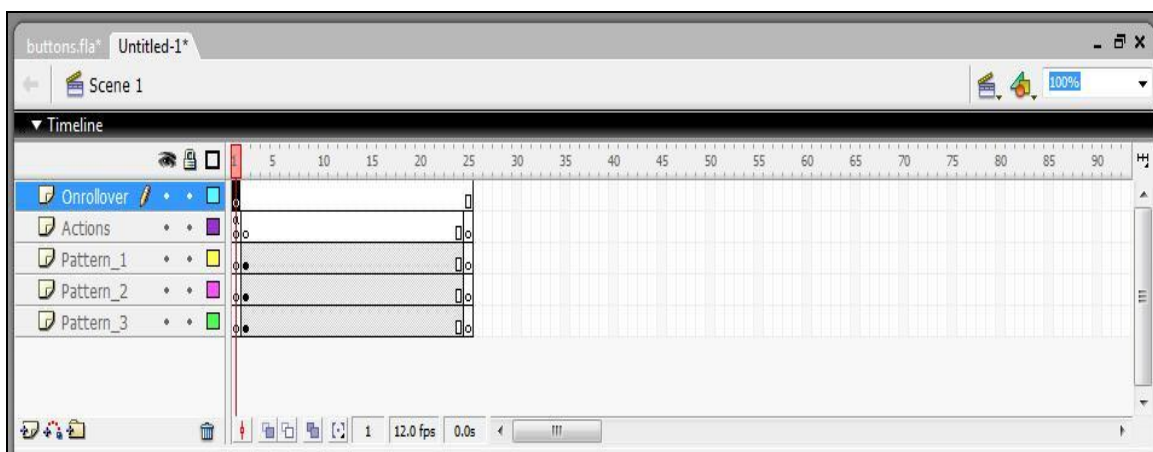 buttons.fla* Untitled-1*
Scene 1 100%
Timeline
1 5 10 15 20 25 30 35 40 45 50 55 60 65 70 75 80 85 90
Onrollover
Actions
Pattern_1
Pattern_2
Pattern_3
1 12.0 fps 0.0s